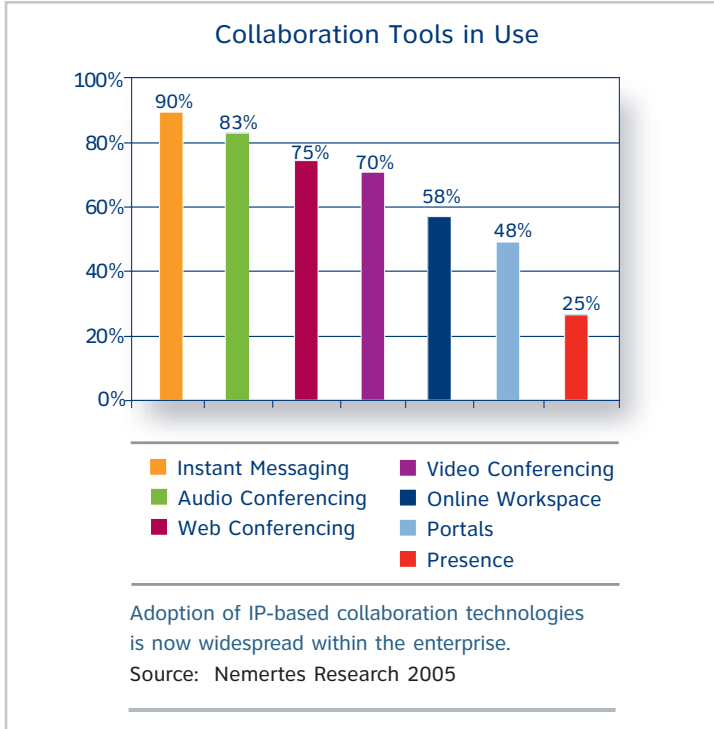 Collaboration Tools in Use
100%
80%
60%
40%
20%
0%
90%
83%
75%
70%
58%
48%
25%
Instant Messaging
Audio Conferencing
Web Conferencing
Video Conferencing
Online Workspace
Portals
Presence
Adoption of IP-based collaboration technologies
is now widespread within the enterprise.
Source: Nemertes Research 2005